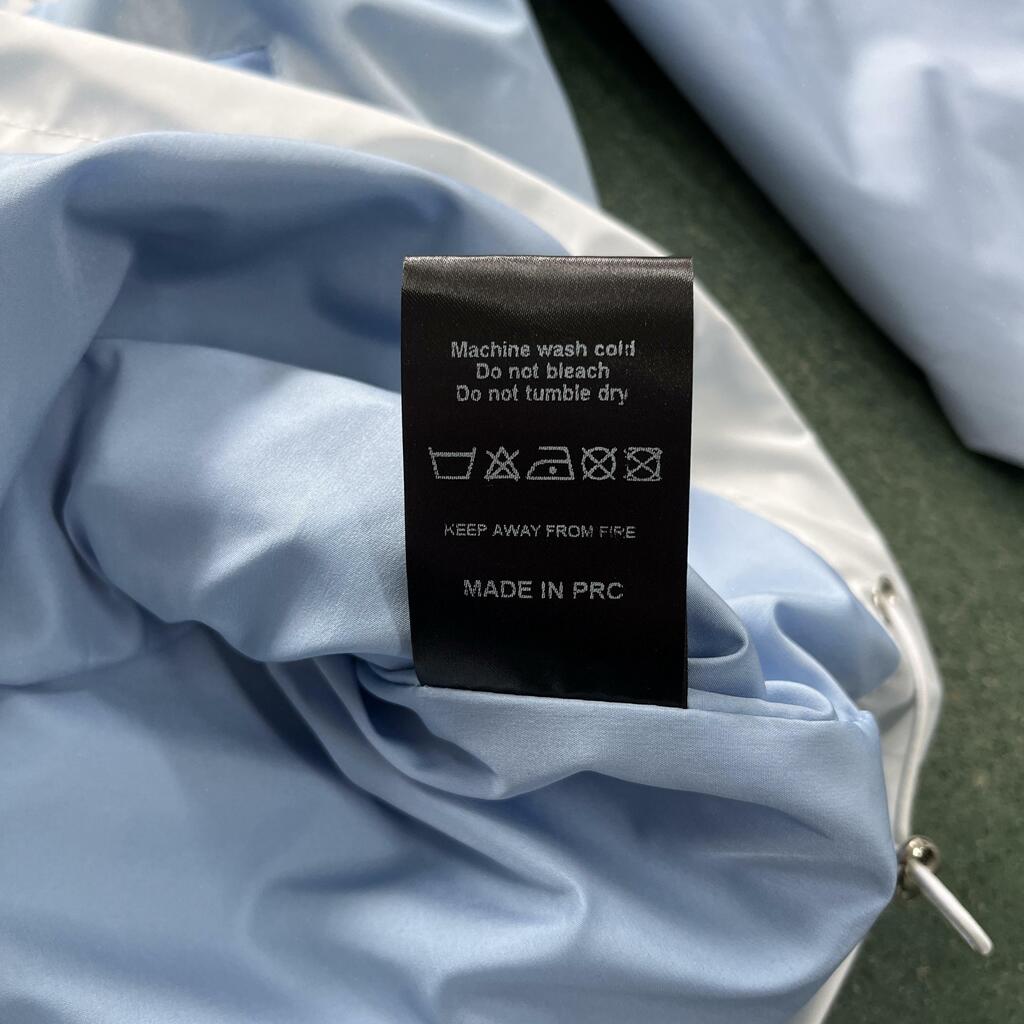 Machine wash cold
Do not bleach
Do not tumble dry
KEEP AWAY FROM FIRE
MADE IN PRC